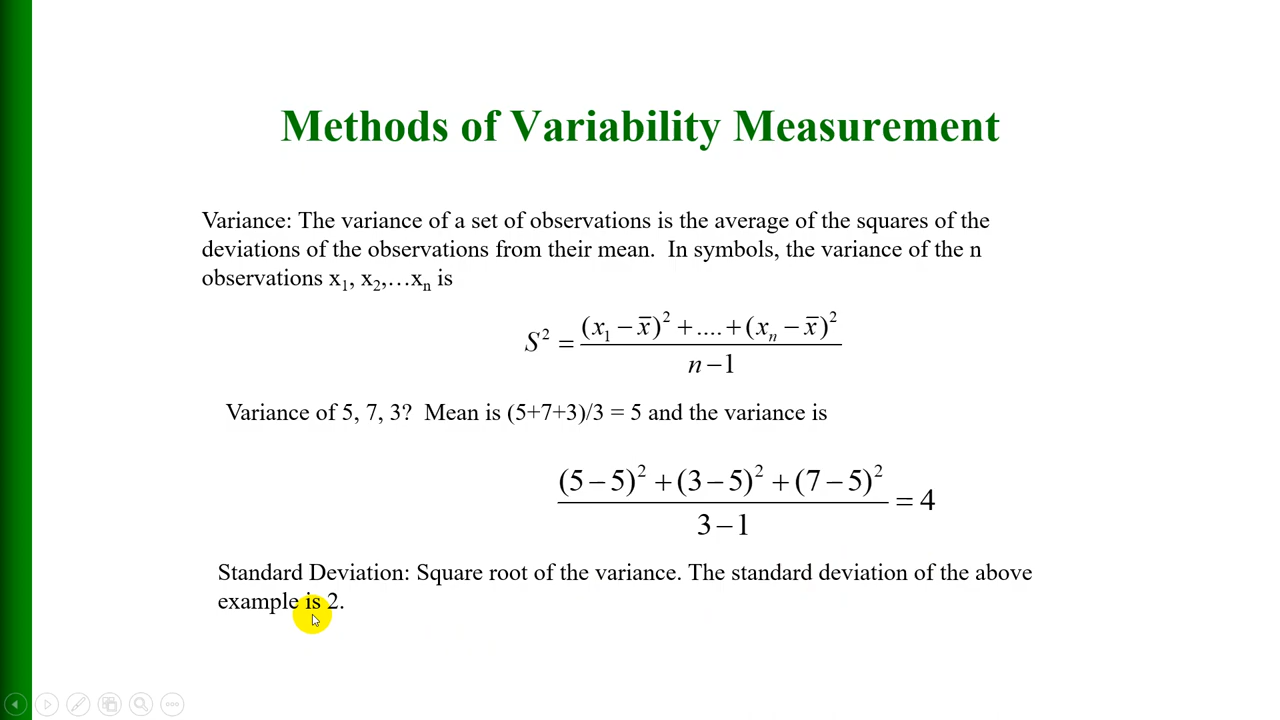 Methods of Variability Measurement
Variance: The variance of a set of observations is the average of the squares of the
deviations of the observations from their mean.  In symbols, the variance of the n
observations x₁, x₂,…xₙ is
S² = ((x₁ − x̄)² + .... + (xₙ − x̄)²) / (n − 1)
Variance of 5, 7, 3?  Mean is (5+7+3)/3 = 5 and the variance is
((5 − 5)² + (3 − 5)² + (7 − 5)²) / (3 − 1) = 4
Standard Deviation: Square root of the variance. The standard deviation of the above
example is 2.